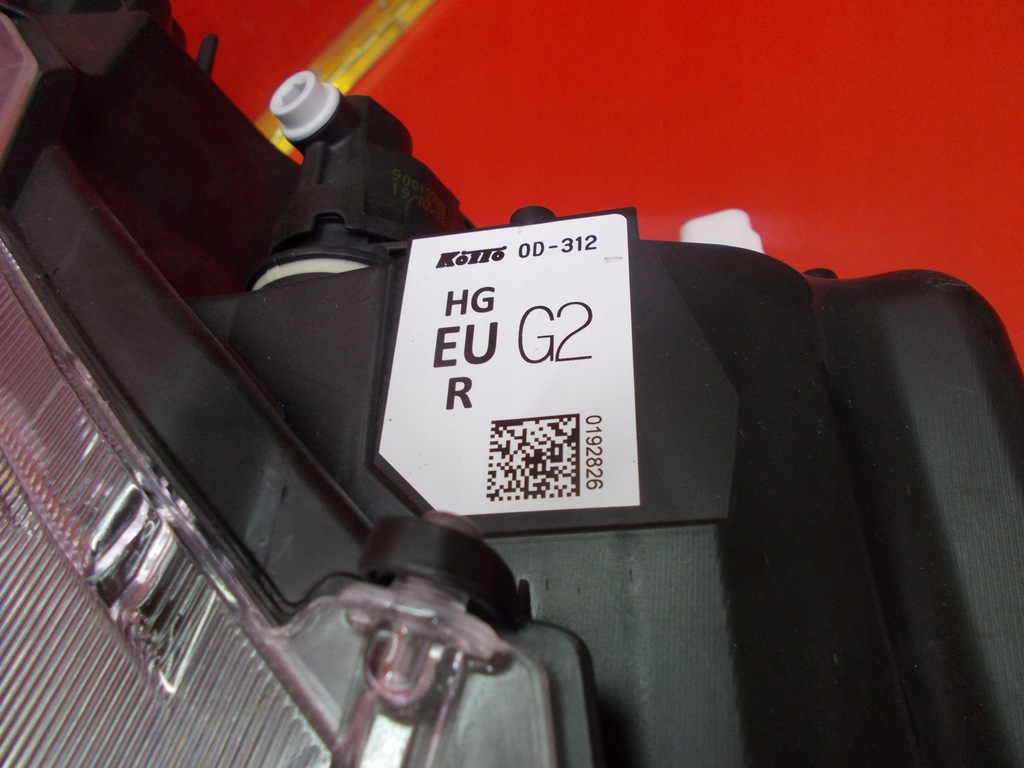 KOITO OD-312
HG
EU G2
R
0192826